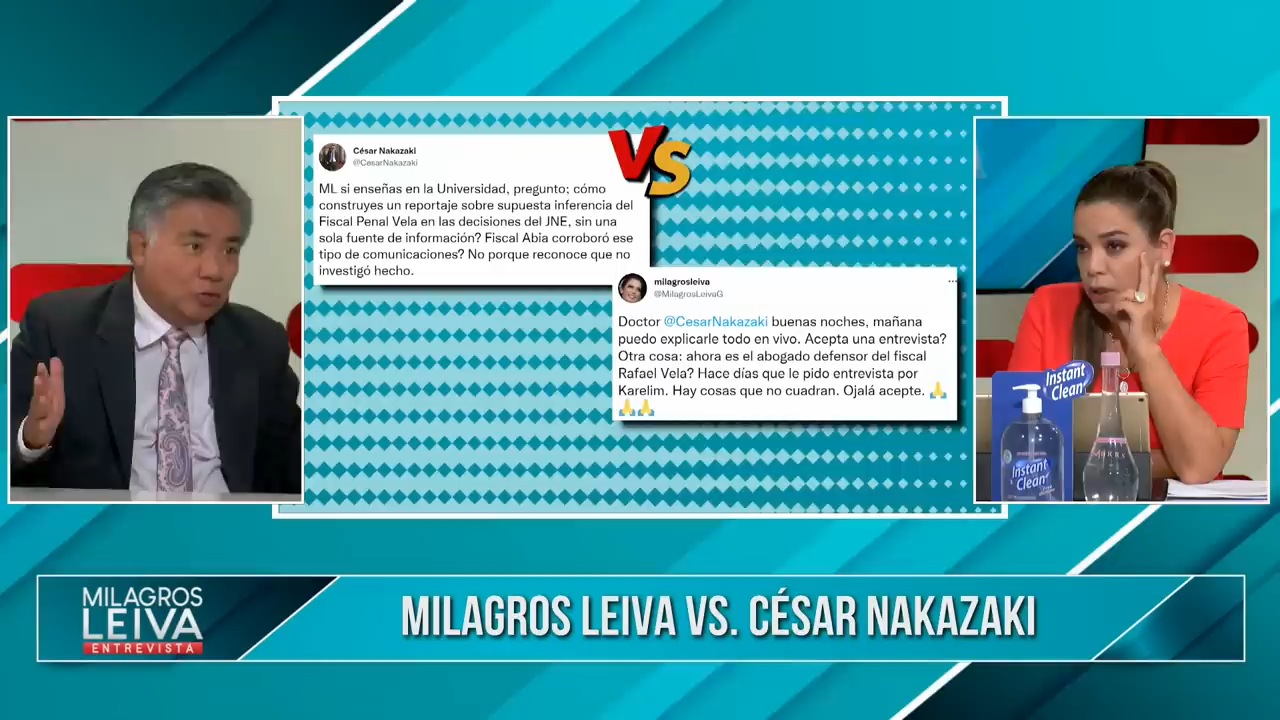 César Nakazaki
@CesarNakazaki
ML si enseñas en la Universidad, pregunto; cómo
construyes un reportaje sobre supuesta inferencia del
Fiscal Penal Vela en las decisiones del JNE, sin una
sola fuente de información? Fiscal Abia corroboró ese
tipo de comunicaciones? No porque reconoce que no
investigó hecho.
VS
milagrosleiva
@MilagrosLeivaG
Doctor @CesarNakazaki buenas noches, mañana
puedo explicarle todo en vivo. Acepta una entrevista?
Otra cosa: ahora es el abogado defensor del fiscal
Rafael Vela? Hace días que le pido entrevista por
Karelim. Hay cosas que no cuadran. Ojalá acepte. 🙏
🙏🙏
Instant
Clean
Instant
Clean
MILAGROS
LEIVA
ENTREVISTA
MILAGROS LEIVA VS. CÉSAR NAKAZAKI